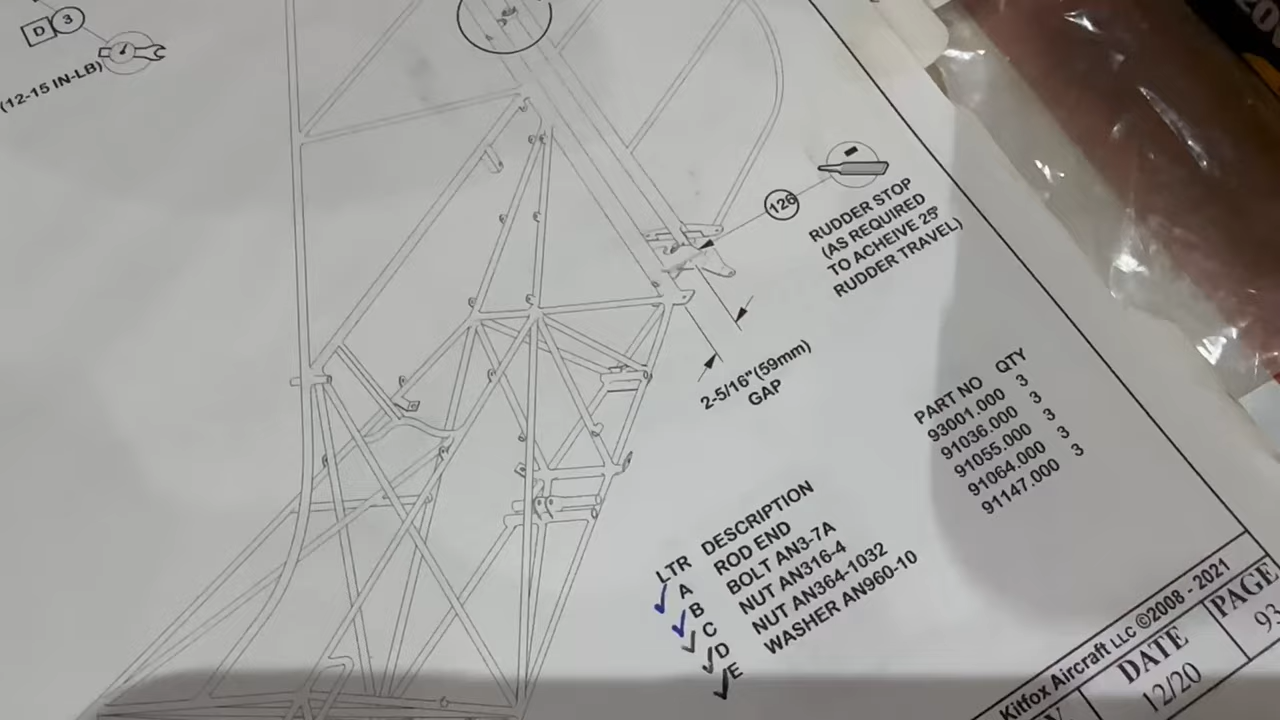 D 3
(12-15 IN-LB)
126
RUDDER STOP
(AS REQUIRED
TO ACHEIVE 25º
RUDDER TRAVEL)
2-5/16"(59mm)
GAP
LTR DESCRIPTION PART NO QTY
A ROD END 93001.000 3
B BOLT AN3-7A 91036.000 3
C NUT AN316-4 91055.000 3
D NUT AN364-1032 91064.000 3
E WASHER AN960-10 91147.000 3
Kitfox Aircraft LLC ©2008 - 2021
DATE
12/20
PAGE
93